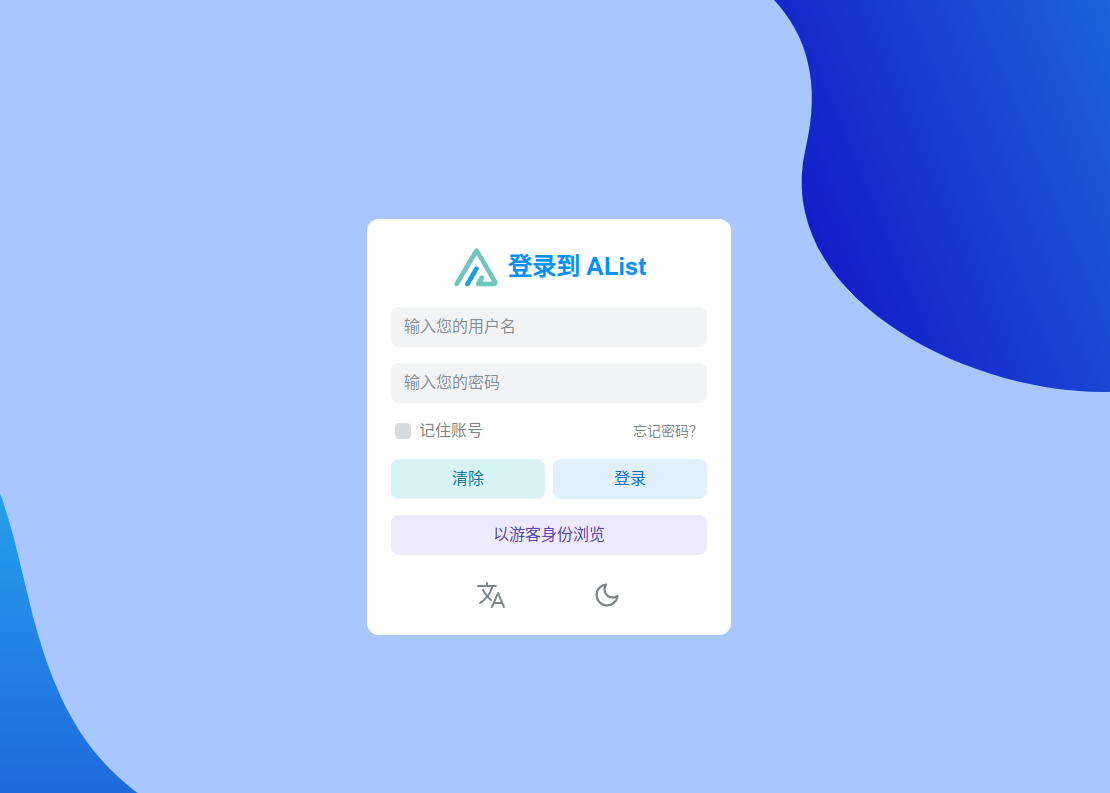 登录到 AList
输入您的用户名
输入您的密码
记住账号 忘记密码?
清除 登录
以游客身份浏览